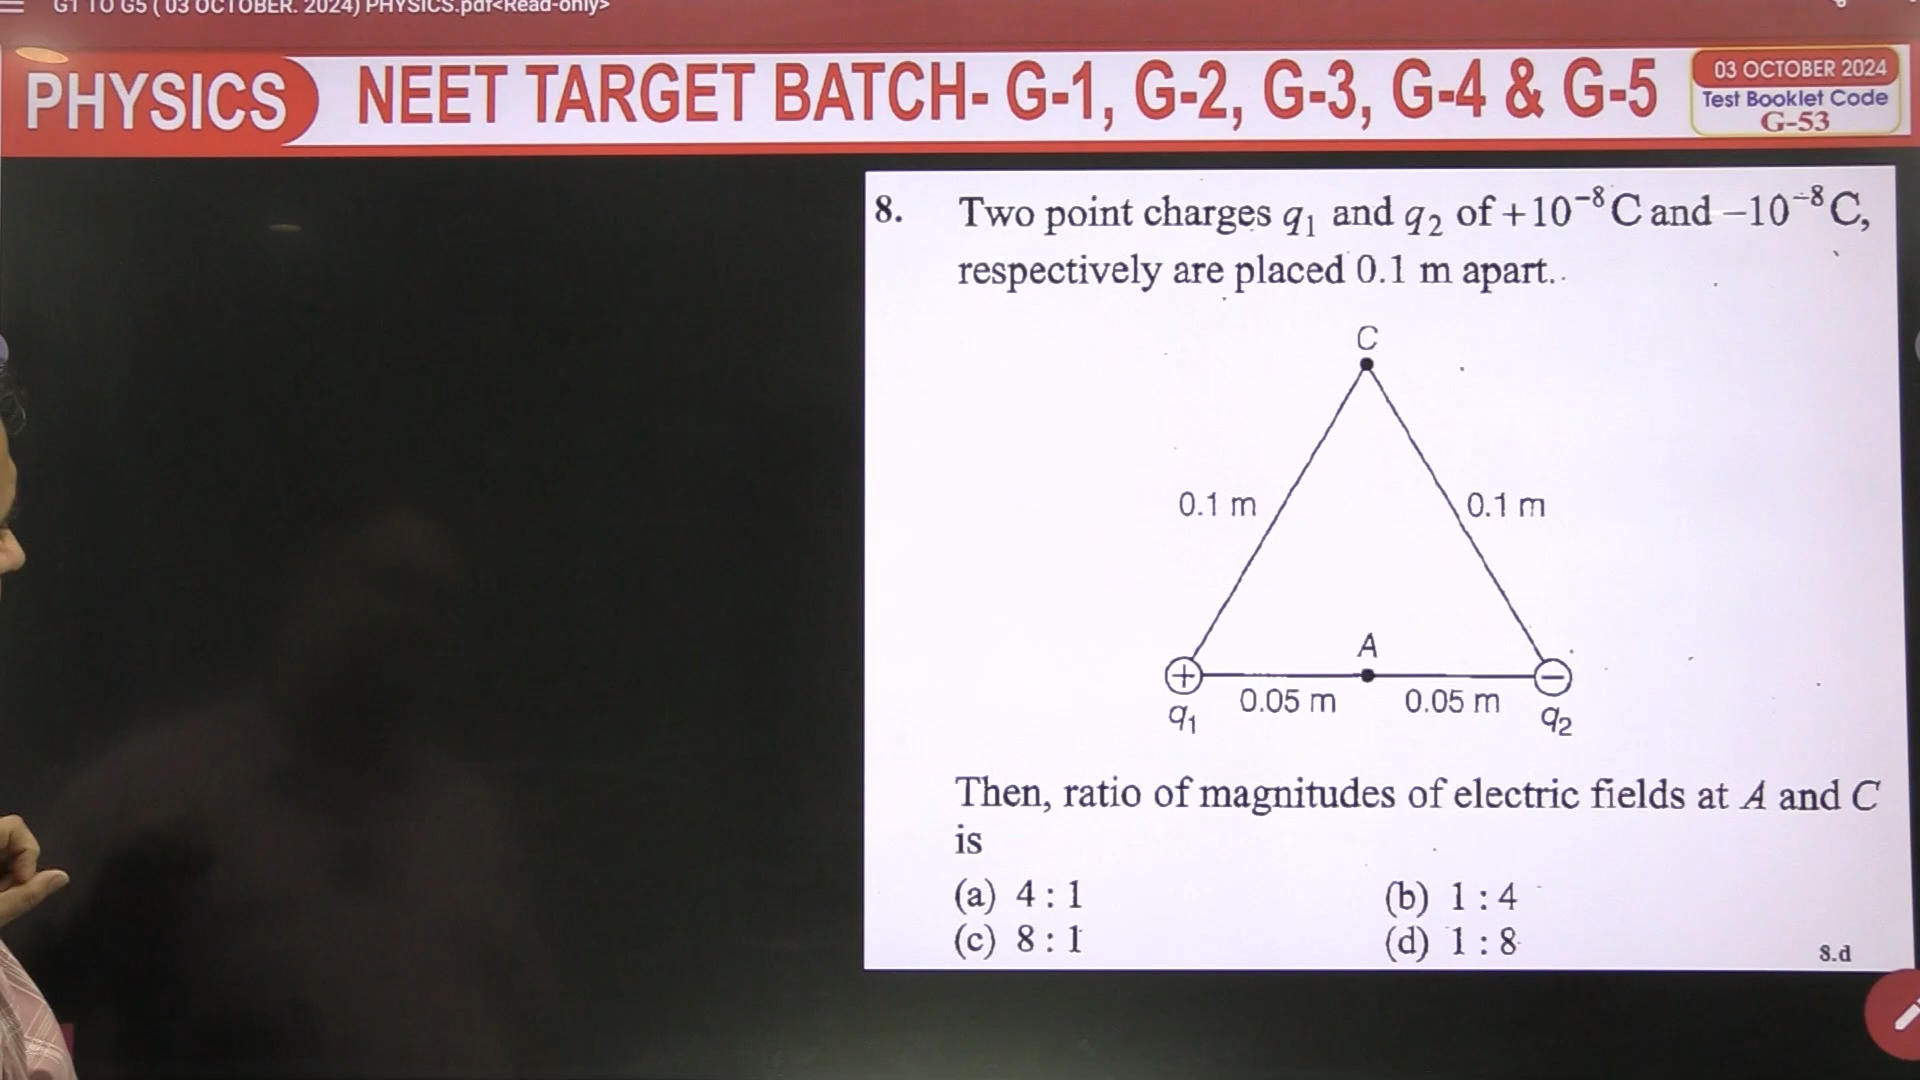 G1 TO G5 ( 03 OCTOBER. 2024) PHYSICS.pdf<Read-only>
PHYSICS
NEET TARGET BATCH- G-1, G-2, G-3, G-4 & G-5
03 OCTOBER 2024
Test Booklet Code
G-53
8. Two point charges q₁ and q₂ of +10⁻⁸C and −10⁻⁸C,
respectively are placed 0.1 m apart.
C
0.1 m 0.1 m
A
+ −
0.05 m 0.05 m
q₁ q₂
Then, ratio of magnitudes of electric fields at A and C
is
(a) 4 : 1 (b) 1 : 4
(c) 8 : 1 (d) 1 : 8
8.d